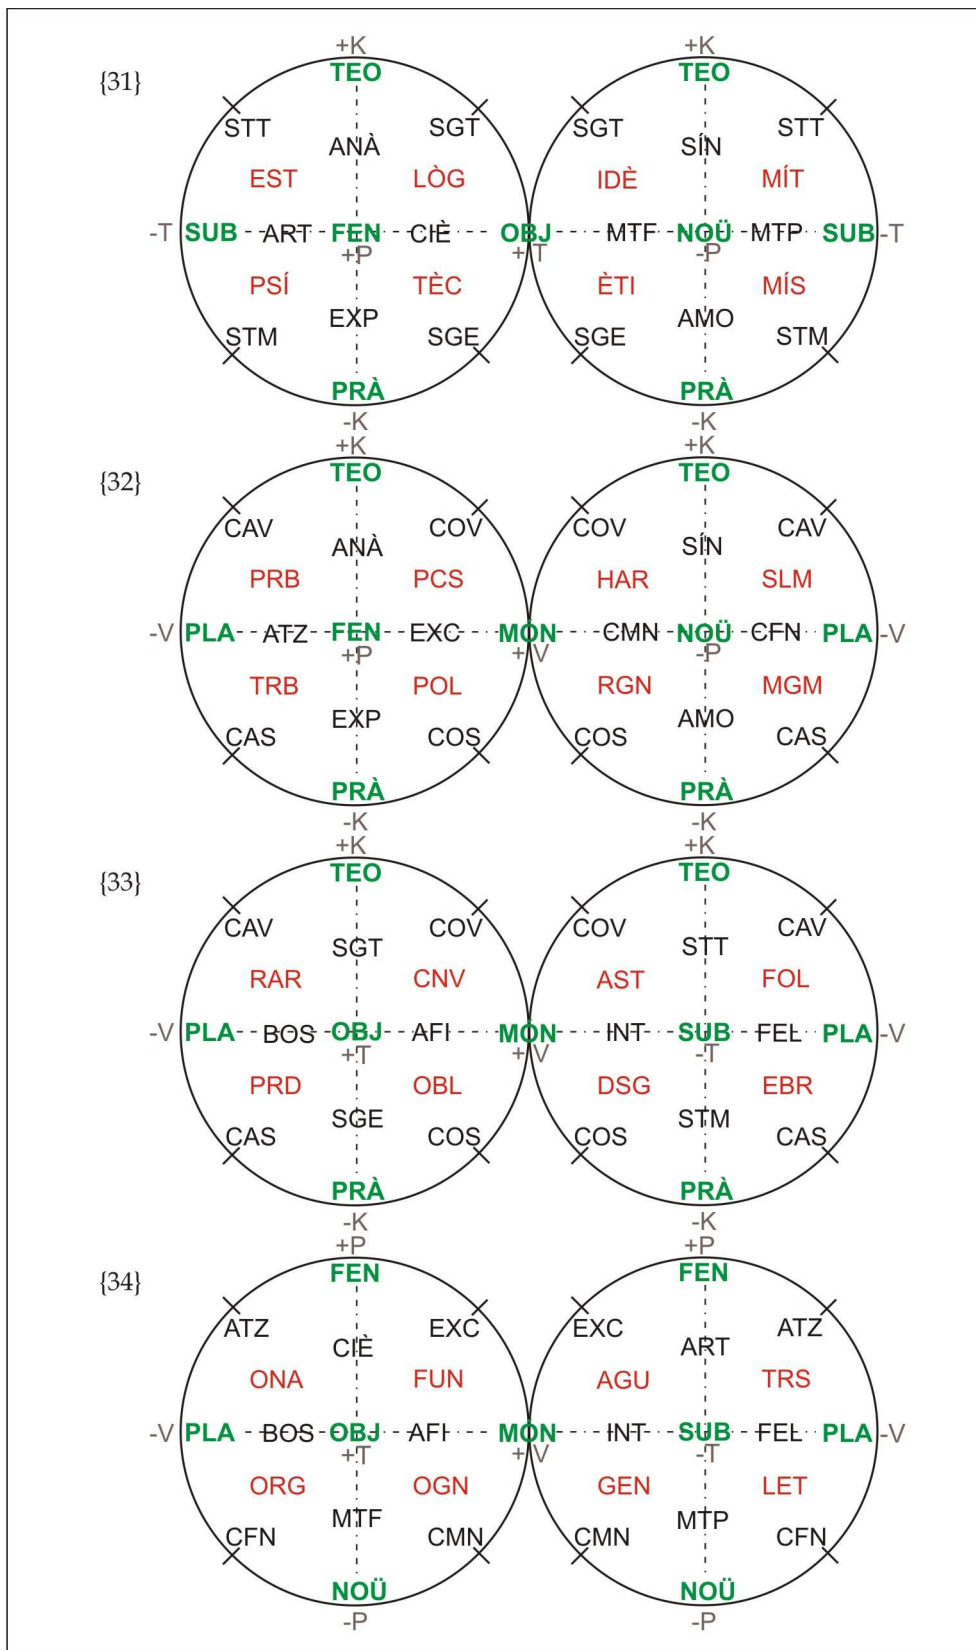 +K +K
{31} TEO TEO
STT SGT SGT STT
ANÀ SÍN
EST LÒG IDÈ MÍT
-T SUB ART FEN CIÈ OBJ MTF NOÜ MTP SUB -T
+P +T -P
PSÍ TÈC ÈTI MÍS
EXP AMO
STM SGE SGE STM
PRÀ PRÀ
-K -K
+K +K
{32} TEO TEO
CAV COV COV CAV
ANÀ SÍN
PRB PCS HAR SLM
-V PLA ATZ FEN EXC MÓN CMN NOÜ CFN PLA -V
+P +V -P
TRB POL RGN MGM
EXP AMO
CAS COS COS CAS
PRÀ PRÀ
-K -K
+K +K
{33} TEO TEO
CAV COV COV CAV
SGT STT
RAR CNV AST FOL
-V PLA BOS OBJ AFI MÓN INT SUB FEL PLA -V
+T +V -T
PRD OBL DSG EBR
SGE STM
CAS COS COS CAS
PRÀ PRÀ
-K -K
+P +P
{34} FEN FEN
ATZ EXC EXC ATZ
CIÈ ART
ONA FUN AGU TRS
-V PLA BOS OBJ AFI MÓN INT SUB FEL PLA -V
+T +V -T
ORG OGN GEN LET
MTF MTP
CFN CMN CMN CFN
NOÜ NOÜ
-P -P